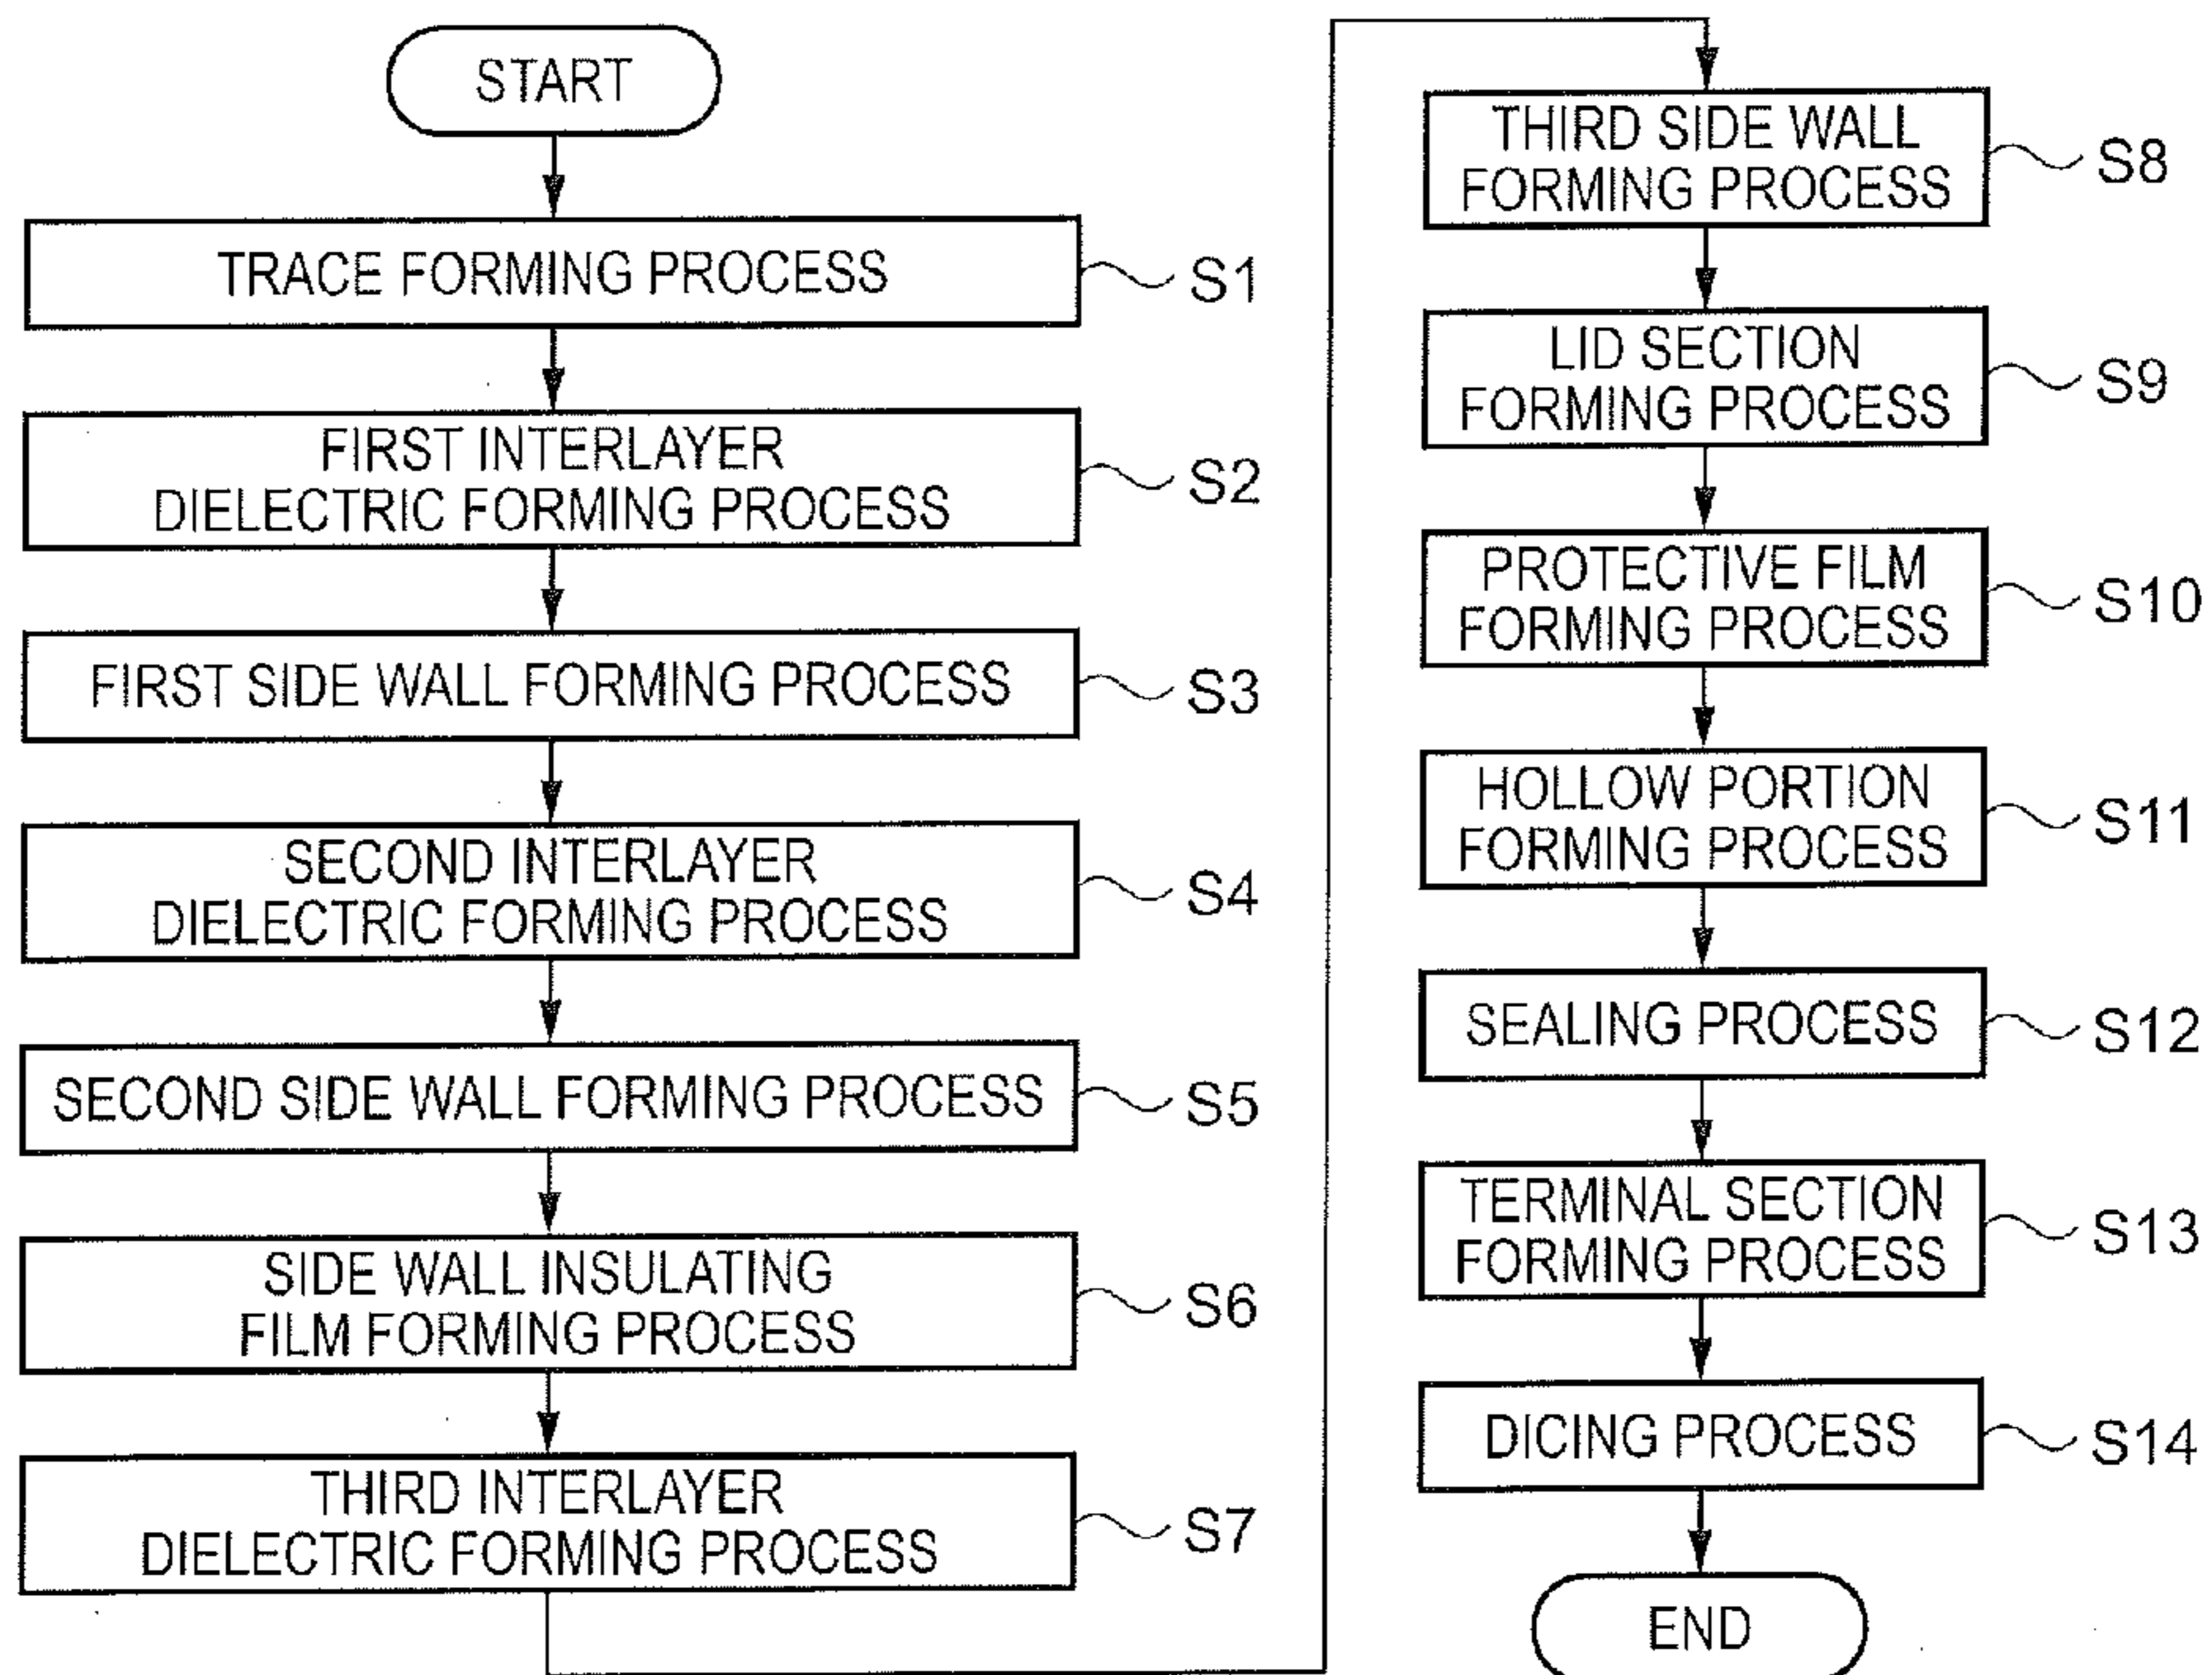 START
TRACE FORMING PROCESS
S1
FIRST INTERLAYER
DIELECTRIC FORMING PROCESS
S2
FIRST SIDE WALL FORMING PROCESS
S3
SECOND INTERLAYER
DIELECTRIC FORMING PROCESS
S4
SECOND SIDE WALL FORMING PROCESS
S5
SIDE WALL INSULATING
FILM FORMING PROCESS
S6
THIRD INTERLAYER
DIELECTRIC FORMING PROCESS
S7
THIRD SIDE WALL
FORMING PROCESS
S8
LID SECTION
FORMING PROCESS
S9
PROTECTIVE FILM
FORMING PROCESS
S10
HOLLOW PORTION
FORMING PROCESS
S11
SEALING PROCESS
S12
TERMINAL SECTION
FORMING PROCESS
S13
DICING PROCESS
S14
END